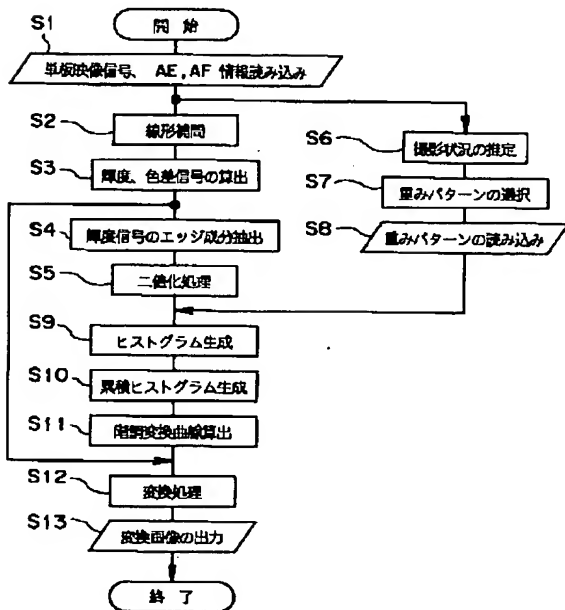 S1
開始
単板映像信号、AE,AF 情報読み込み
S2
線形補間
S3
輝度、色差信号の算出
S4
輝度信号のエッジ成分抽出
S5
二値化処理
S6
撮影状況の推定
S7
重みパターンの選択
S8
重みパターンの読み込み
S9
ヒストグラム生成
S10
累積ヒストグラム生成
S11
階調変換曲線算出
S12
変換処理
S13
変換画像の出力
終了